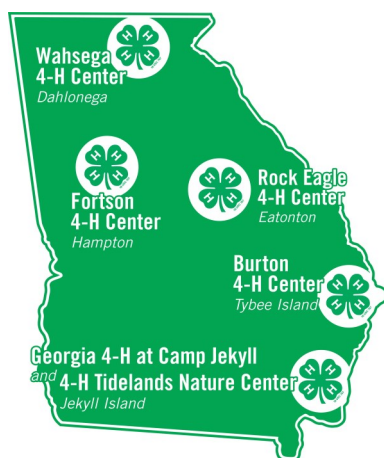 Wahsega
4-H Center
Dahlonega
H H
H H
Fortson
4-H Center
Hampton
H H
H H
Rock Eagle
4-H Center
Eatonton
H H
H H
Burton
4-H Center
Tybee Island
H H
H H
Georgia 4-H at Camp Jekyll
and 4-H Tidelands Nature Center
Jekyll Island
H H
H H